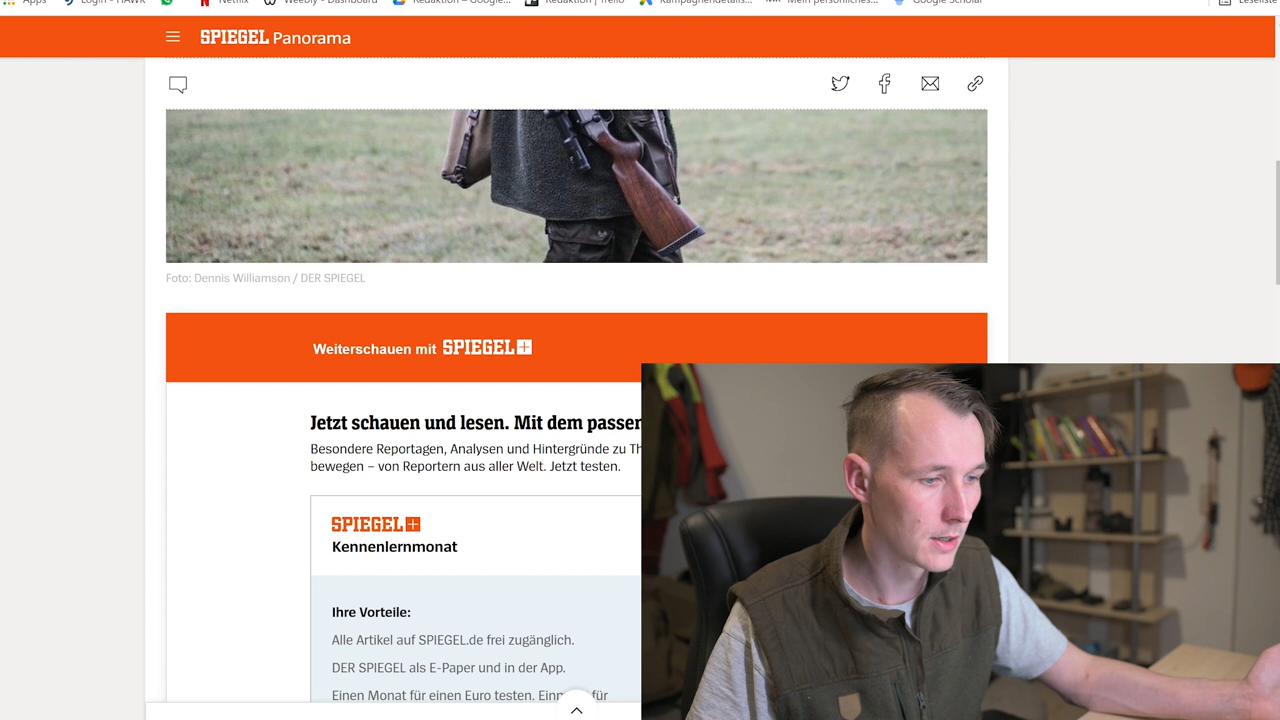 Apps
Login - HAWK
Netflix
Weebly - Dashboard
Redaktion – Google...
Redaktion | Trello
Kampagnendetails...
Mein persönliches...
Google Scholar
Leseliste
SPIEGEL Panorama
Foto: Dennis Williamson / DER SPIEGEL
Weiterschauen mit SPIEGEL+
Jetzt schauen und lesen. Mit dem passen
Besondere Reportagen, Analysen und Hintergründe zu Th
bewegen – von Reportern aus aller Welt. Jetzt testen.
SPIEGEL+
Kennenlernmonat
Ihre Vorteile:
Alle Artikel auf SPIEGEL.de frei zugänglich.
DER SPIEGEL als E-Paper und in der App.
Einen Monat für einen Euro testen. für